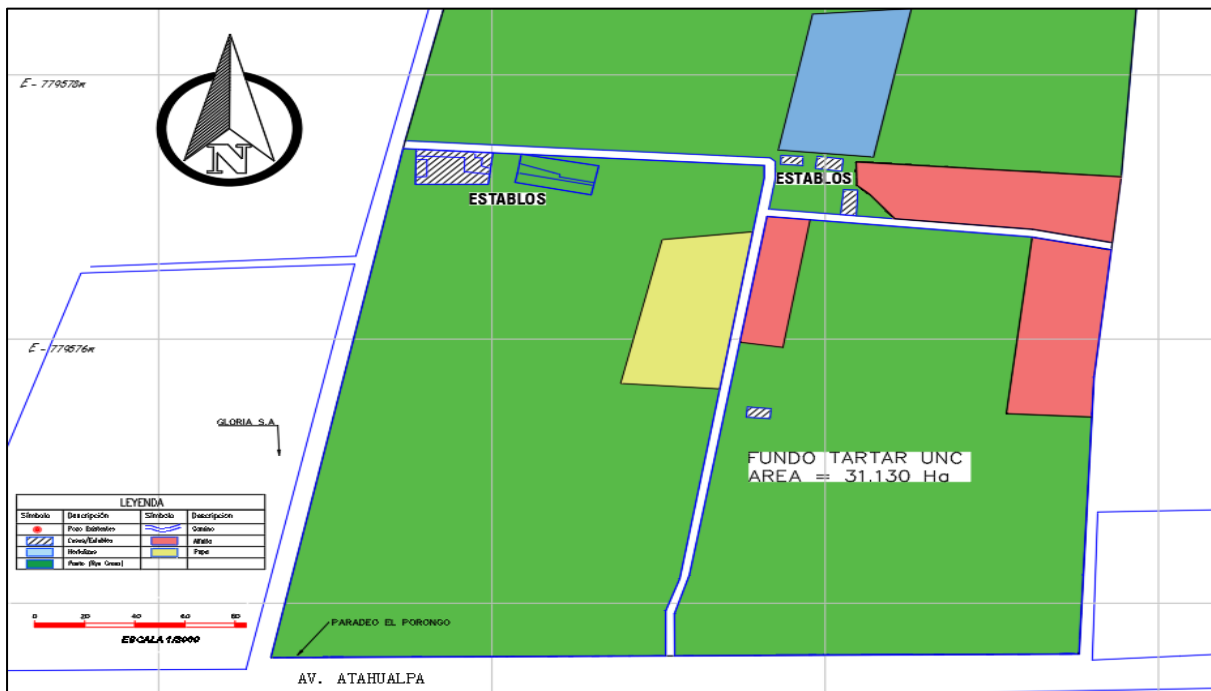 E - 779578m
N
ESTABLOS
ESTABLOS
E - 779576m
GLORIA S.A
FUNDO TARTAR UNC
AREA = 31.130 Ha
LEYENDA
Símbolo Descripción Símbolo Descripcion
Pozo Existentes Camino
Casas/Establos Alfalfa
Hortalizas Papa
Pasto (Rye Grass)
0 20 40 60 80
ESCALA 1/2000
PARADEO EL PORONGO
AV. ATAHUALPA